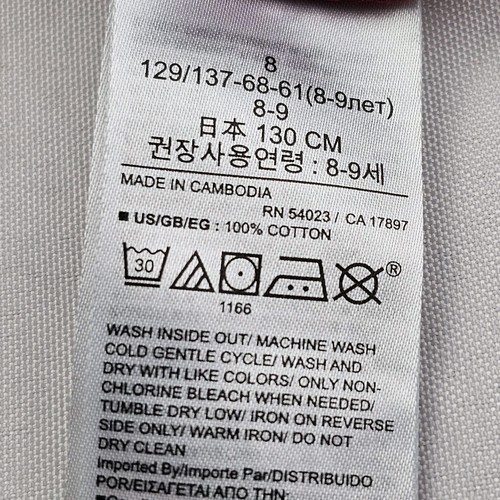 8
129/137-68-61(8-9лет)
8-9
日本 130 CM
권장사용연령 : 8-9세
MADE IN CAMBODIA
RN 54023 / CA 17897
■ US/GB/EG : 100% COTTON
30
®
1166
WASH INSIDE OUT/ MACHINE WASH
COLD GENTLE CYCLE/ WASH AND
DRY WITH LIKE COLORS/ ONLY NON-
CHLORINE BLEACH WHEN NEEDED/
TUMBLE DRY LOW/ IRON ON REVERSE
SIDE ONLY/ WARM IRON/ DO NOT
DRY CLEAN
Imported By/Importe Par/DISTRIBUIDO
POR/ΕΙΣΑΓΕΤΑΙ ΑΠΟ ΤΗΝ: